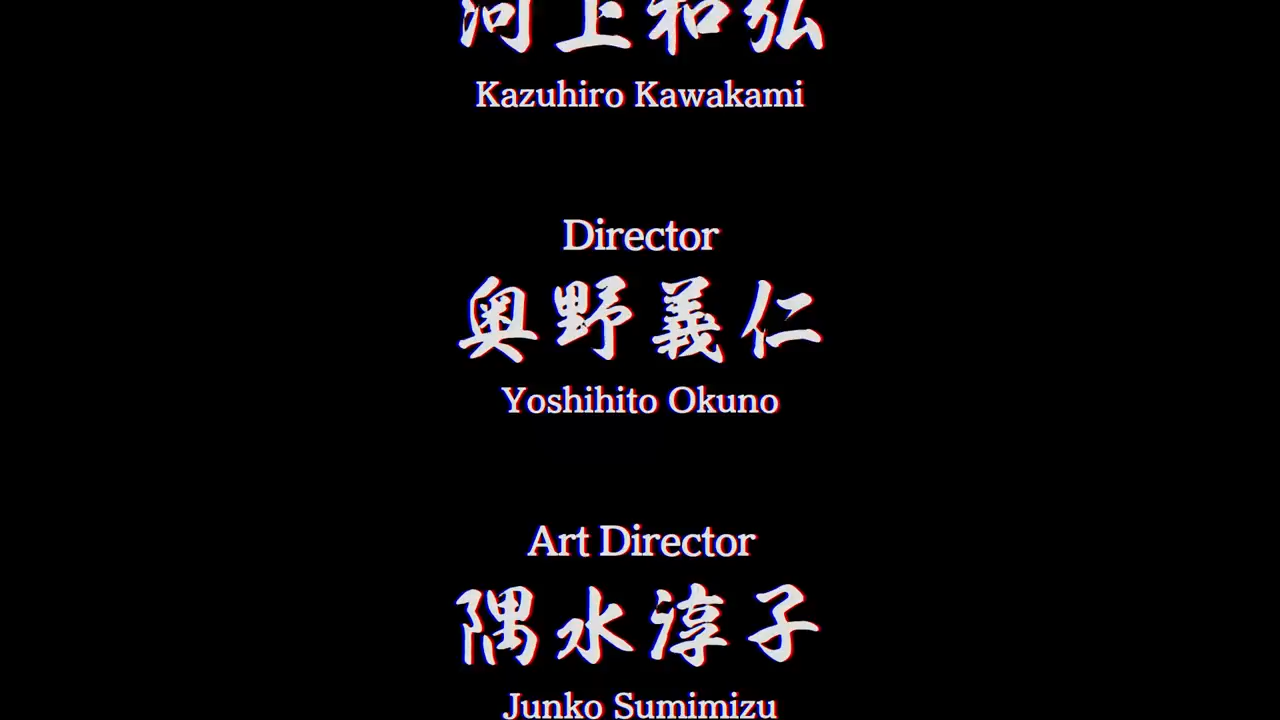 河上和弘
Kazuhiro Kawakami
Director
奥野義仁
Yoshihito Okuno
Art Director
隅水淳子
Junko Sumimizu